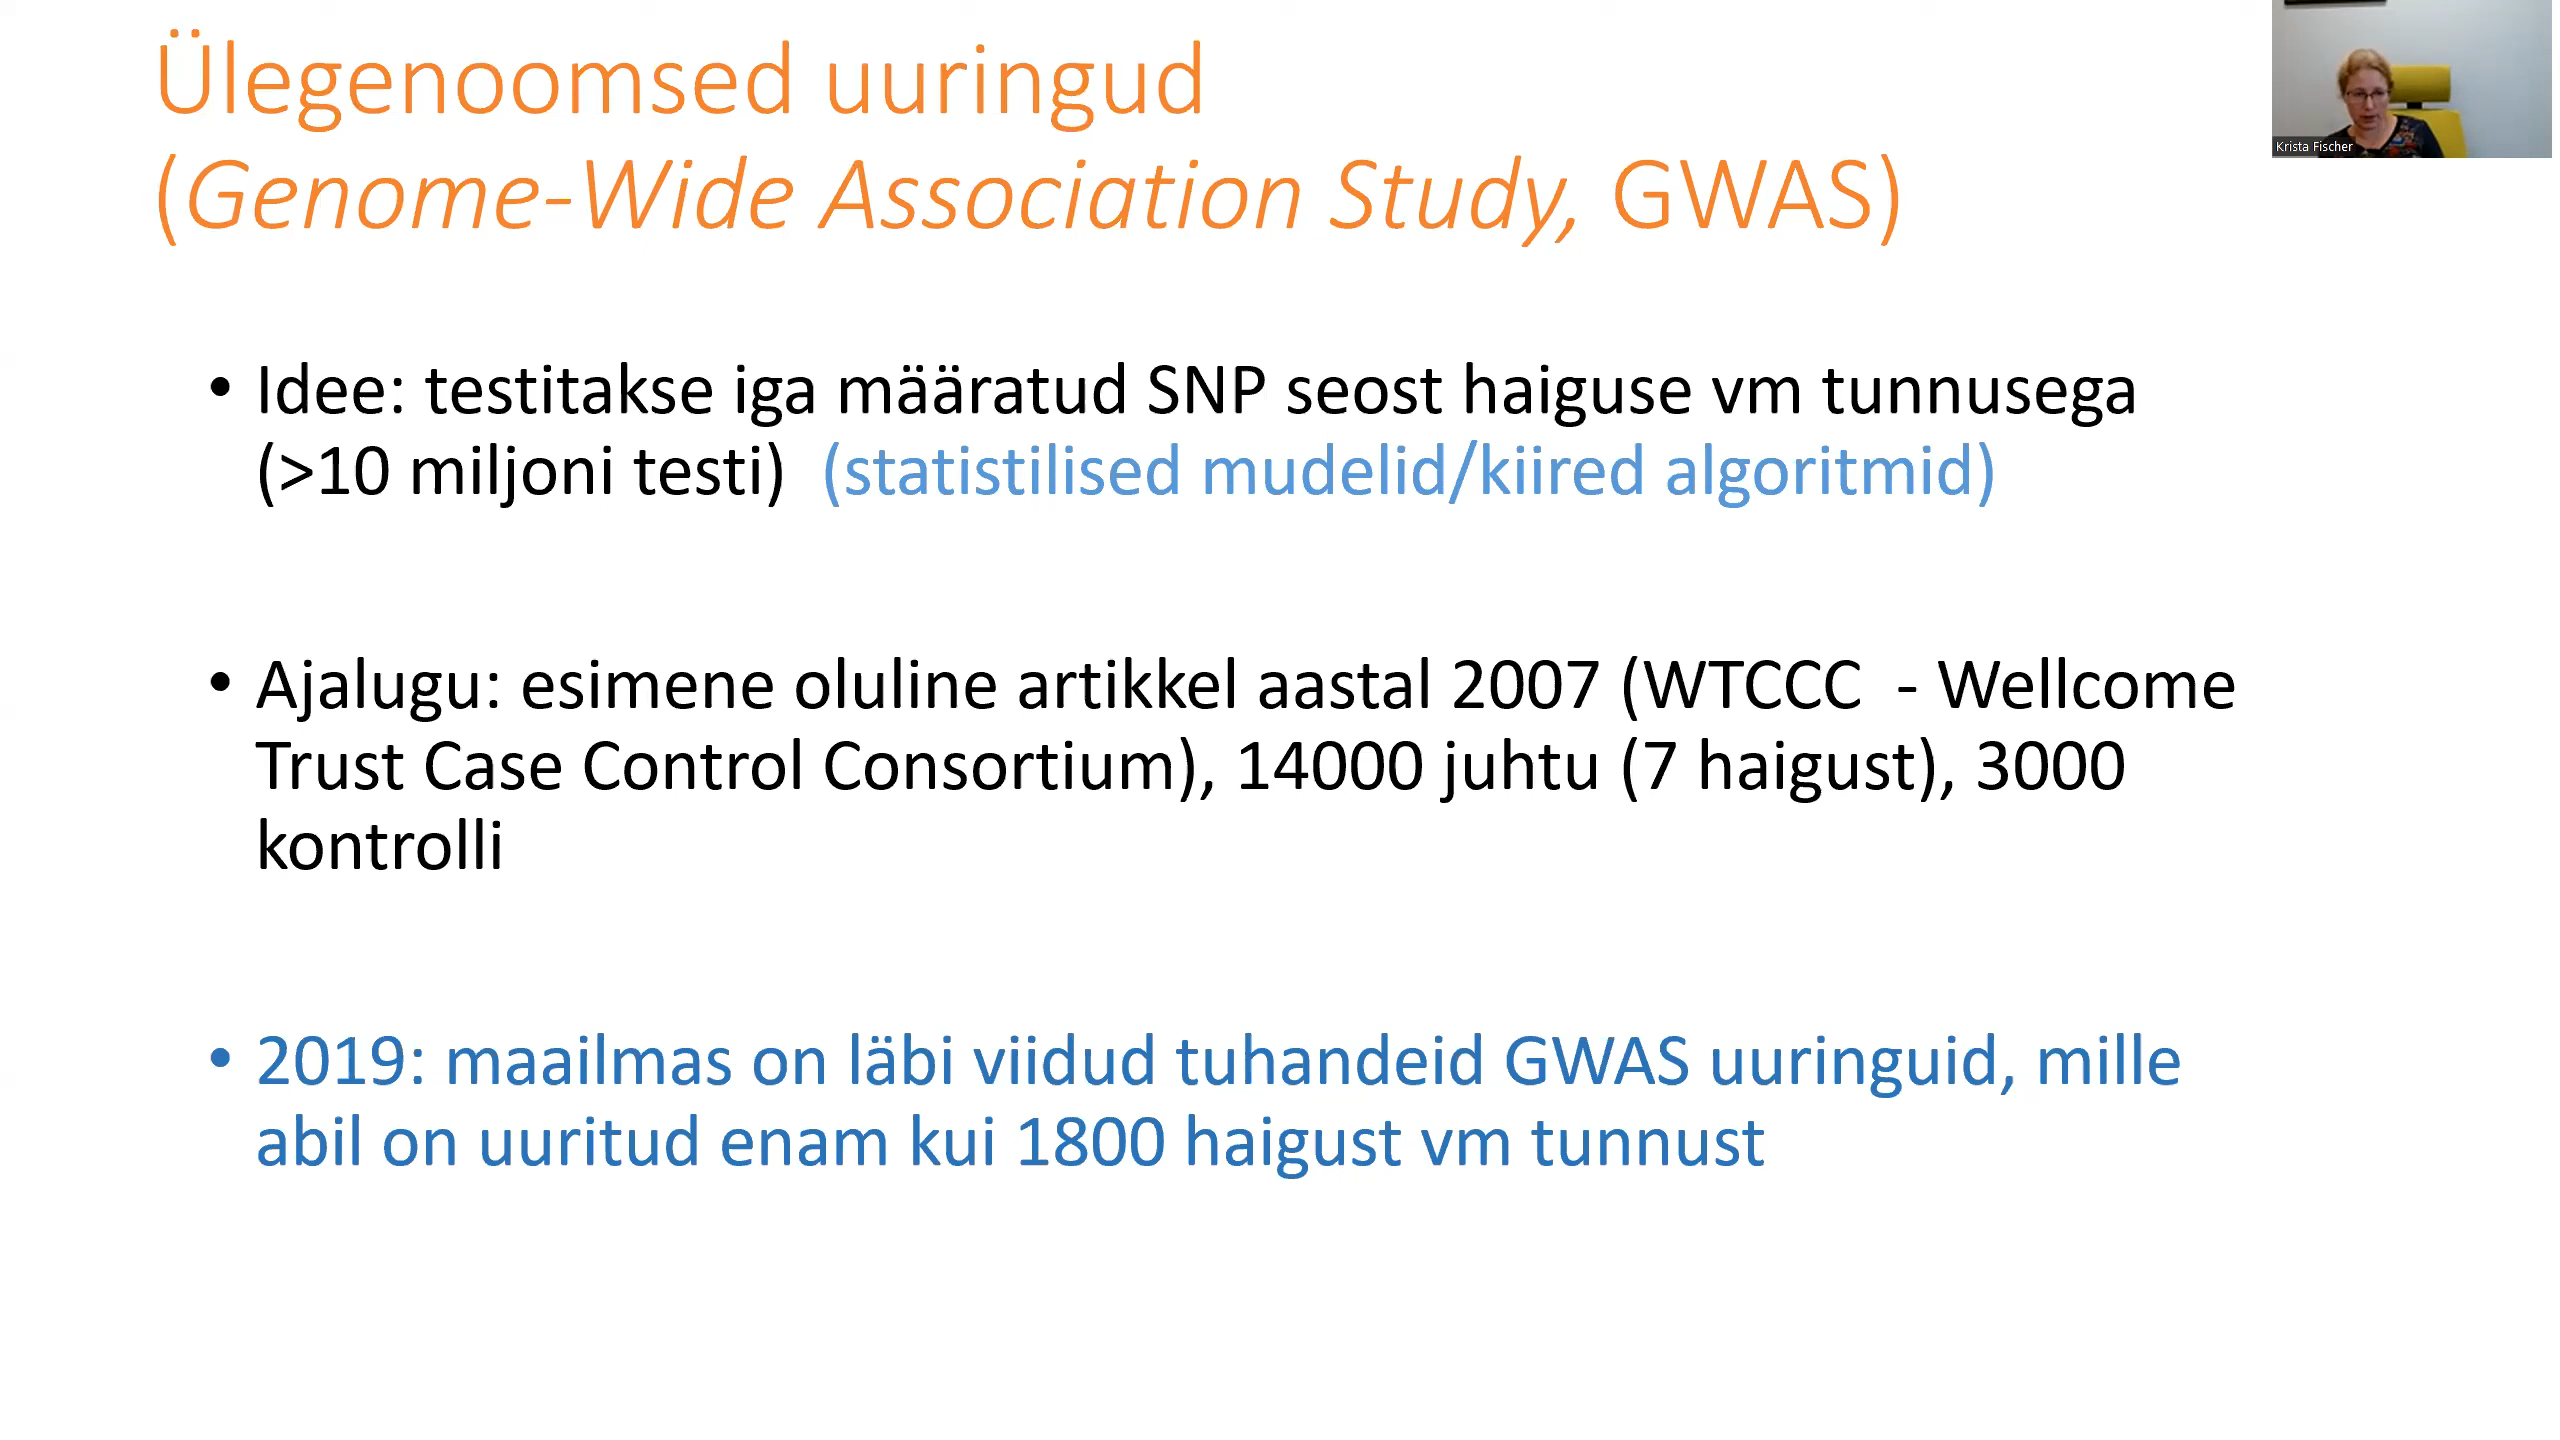 Ülegenoomsed uuringud
(Genome-Wide Association Study, GWAS)
Krista Fischer
• Idee: testitakse iga määratud SNP seost haiguse vm tunnusega
(>10 miljoni testi) (statistilised mudelid/kiired algoritmid)
• Ajalugu: esimene oluline artikkel aastal 2007 (WTCCC - Wellcome
Trust Case Control Consortium), 14000 juhtu (7 haigust), 3000
kontrolli
• 2019: maailmas on läbi viidud tuhandeid GWAS uuringuid, mille
abil on uuritud enam kui 1800 haigust vm tunnust